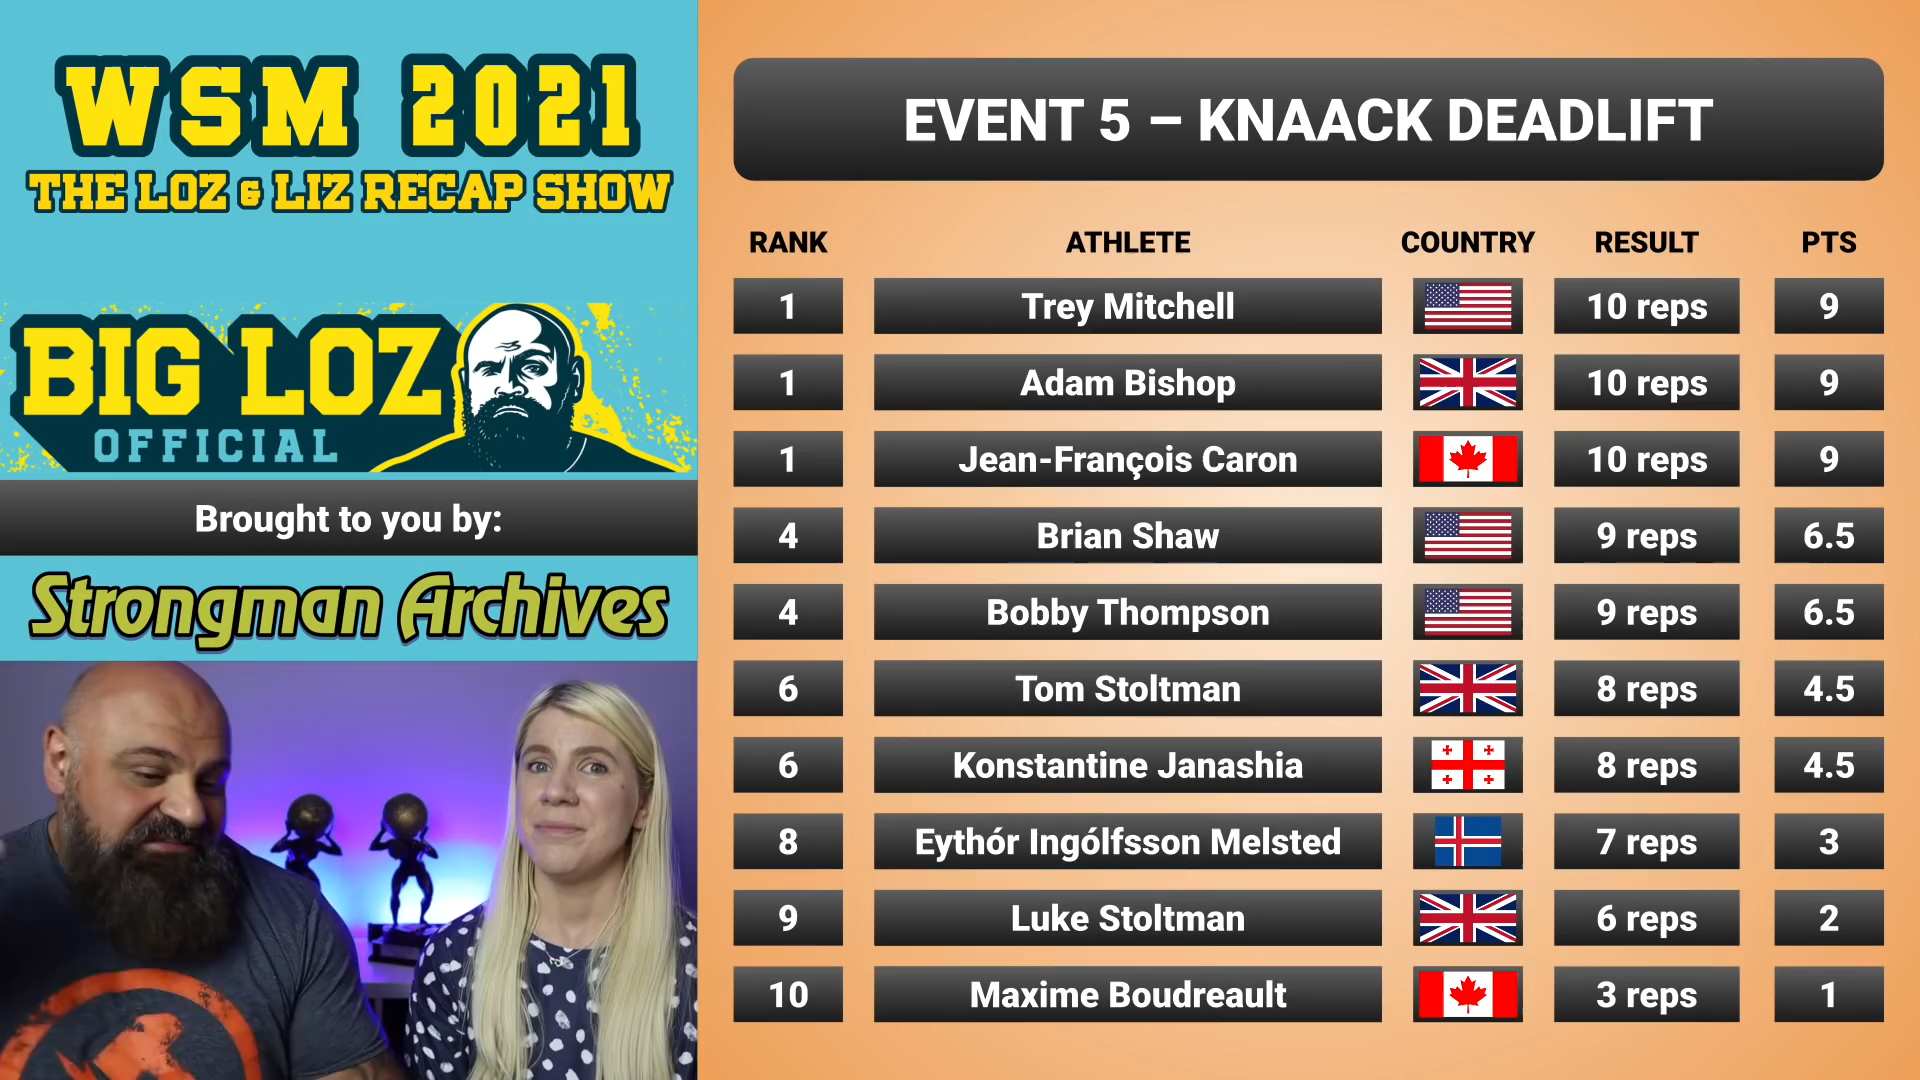 WSM 2021
THE LOZ & LIZ RECAP SHOW
BIG LOZ
OFFICIAL
Brought to you by:
Strongman Archives
EVENT 5 – KNAACK DEADLIFT
RANK ATHLETE COUNTRY RESULT PTS
1 Trey Mitchell 10 reps 9
1 Adam Bishop 10 reps 9
1 Jean-François Caron 10 reps 9
4 Brian Shaw 9 reps 6.5
4 Bobby Thompson 9 reps 6.5
6 Tom Stoltman 8 reps 4.5
6 Konstantine Janashia 8 reps 4.5
8 Eythór Ingólfsson Melsted 7 reps 3
9 Luke Stoltman 6 reps 2
10 Maxime Boudreault 3 reps 1